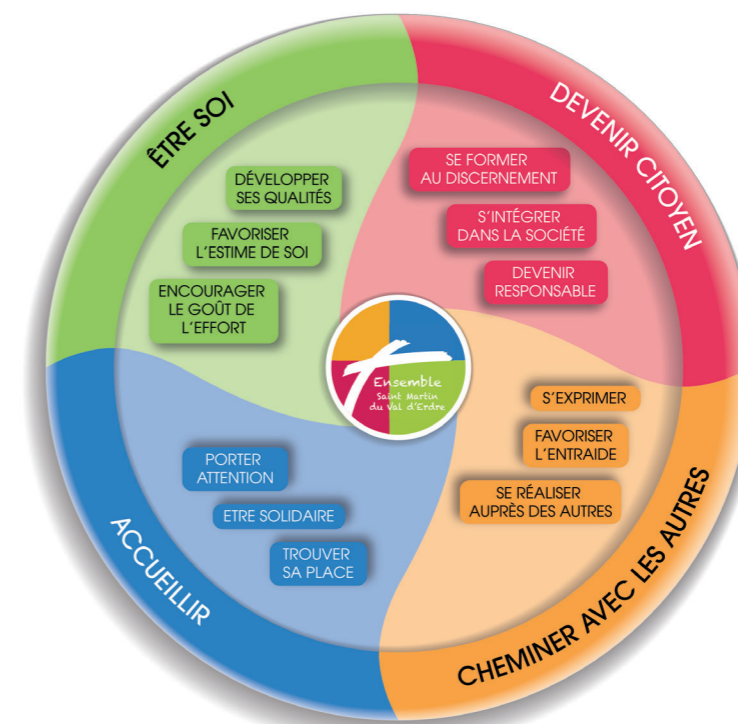 ÊTRE SOI
DÉVELOPPER
SES QUALITÉS
FAVORISER
L'ESTIME DE SOI
ENCOURAGER
LE GOÛT DE
L'EFFORT
DEVENIR CITOYEN
SE FORMER
AU DISCERNEMENT
S'INTÉGRER
DANS LA SOCIÉTÉ
DEVENIR
RESPONSABLE
Ensemble
Saint Martin
du Val d'Erdre
ACCUEILLIR
PORTER
ATTENTION
ETRE SOLIDAIRE
TROUVER
SA PLACE
CHEMINER AVEC LES AUTRES
S'EXPRIMER
FAVORISER
L'ENTRAIDE
SE RÉALISER
AUPRÈS DES AUTRES